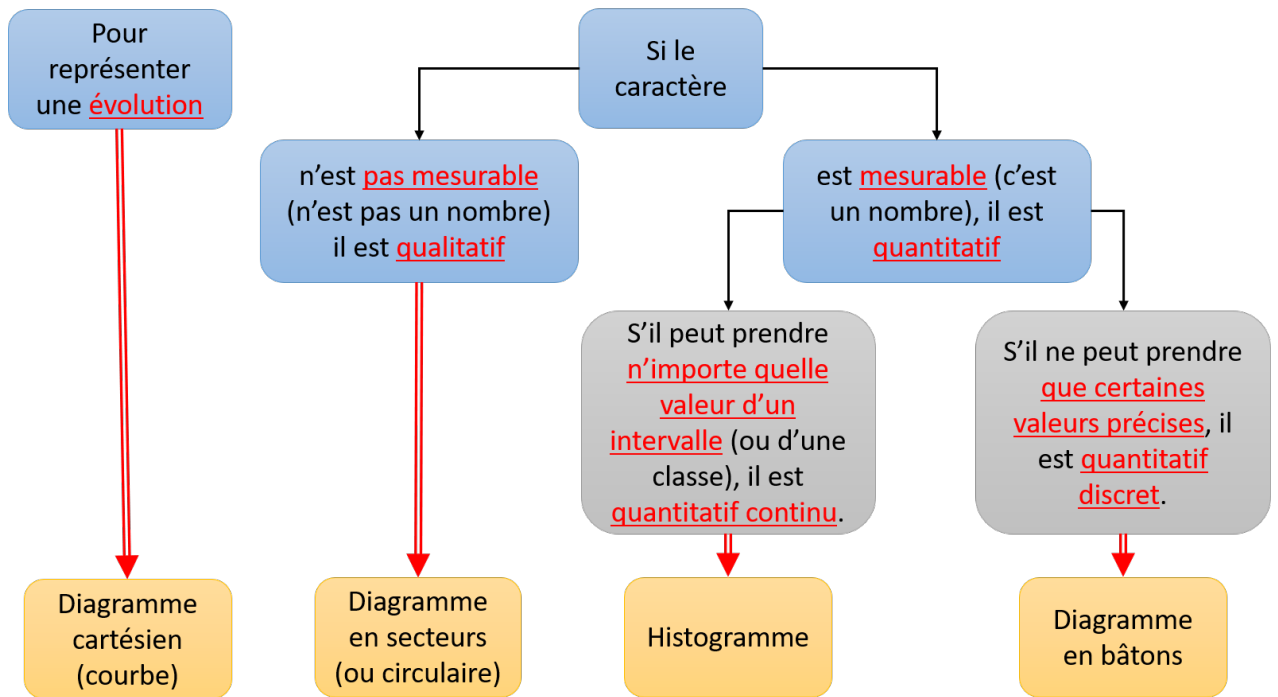 Pour
représenter
une évolution
Si le
caractère
n'est pas mesurable
(n'est pas un nombre)
il est qualitatif
est mesurable (c'est
un nombre), il est
quantitatif
S'il peut prendre
n'importe quelle
valeur d'un
intervalle (ou d'une
classe), il est
quantitatif continu.
S'il ne peut prendre
que certaines
valeurs précises, il
est quantitatif
discret.
Diagramme
cartésien
(courbe)
Diagramme
en secteurs
(ou circulaire)
Histogramme
Diagramme
en bâtons